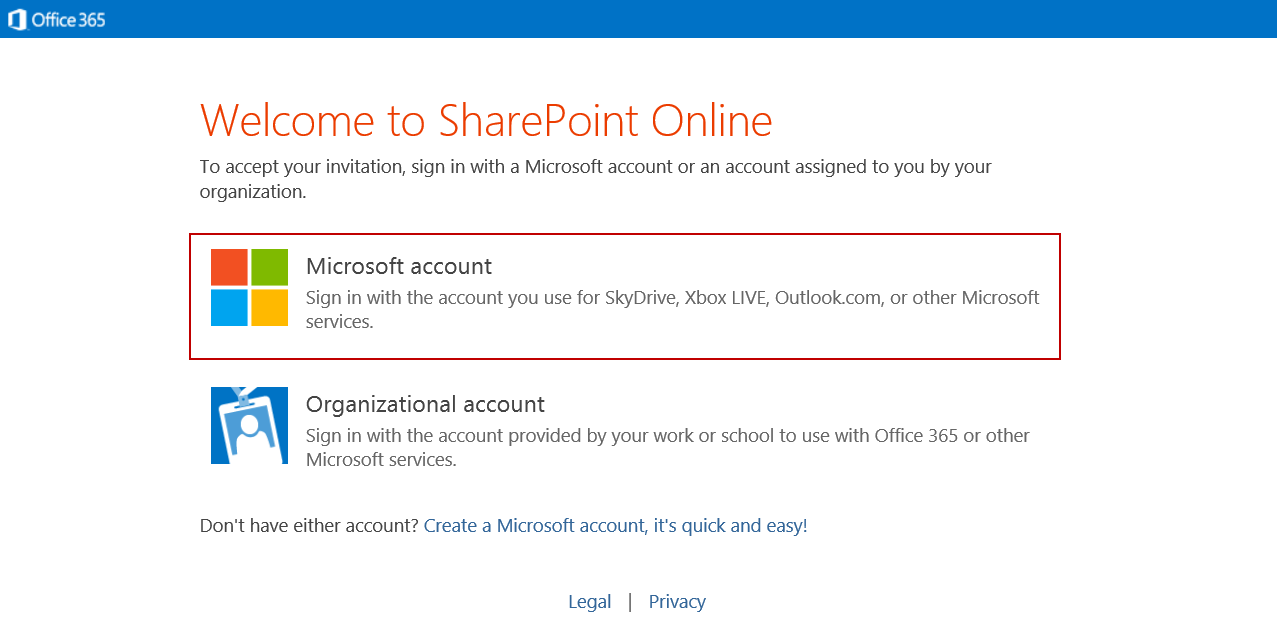 Office 365
Welcome to SharePoint Online
To accept your invitation, sign in with a Microsoft account or an account assigned to you by your
organization.
Microsoft account
Sign in with the account you use for SkyDrive, Xbox LIVE, Outlook.com, or other Microsoft
services.
Organizational account
Sign in with the account provided by your work or school to use with Office 365 or other
Microsoft services.
Don't have either account? Create a Microsoft account, it's quick and easy!
Legal | Privacy